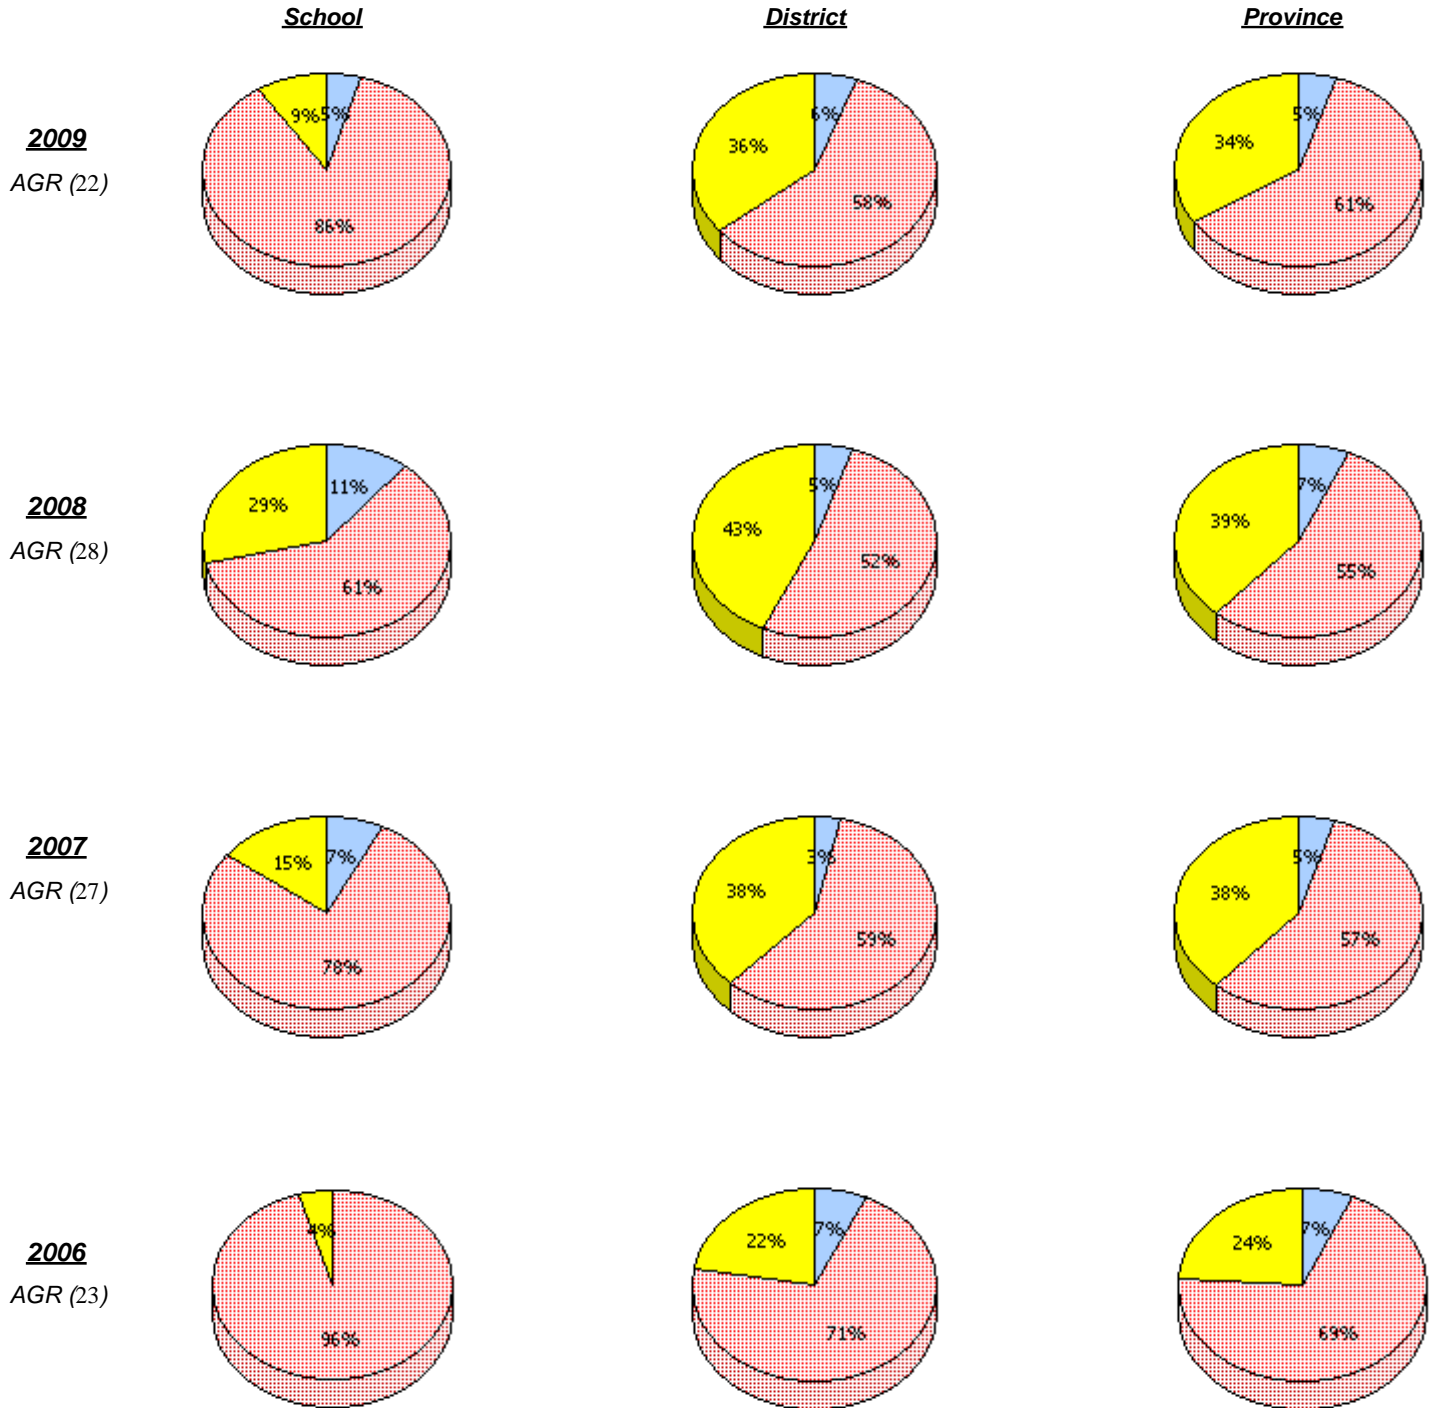 School District Province
9% 5% 36% 6% 34% 5%
2009
AGR (22)
86% 58% 61%
29% 11% 43% 5% 39% 7%
2008
AGR (28)
61% 52% 55%
15% 7% 38% 3% 38% 5%
2007
AGR (27)
78% 59% 57%
4% 22% 7% 24% 7%
2006
AGR (23)
96% 71% 69%